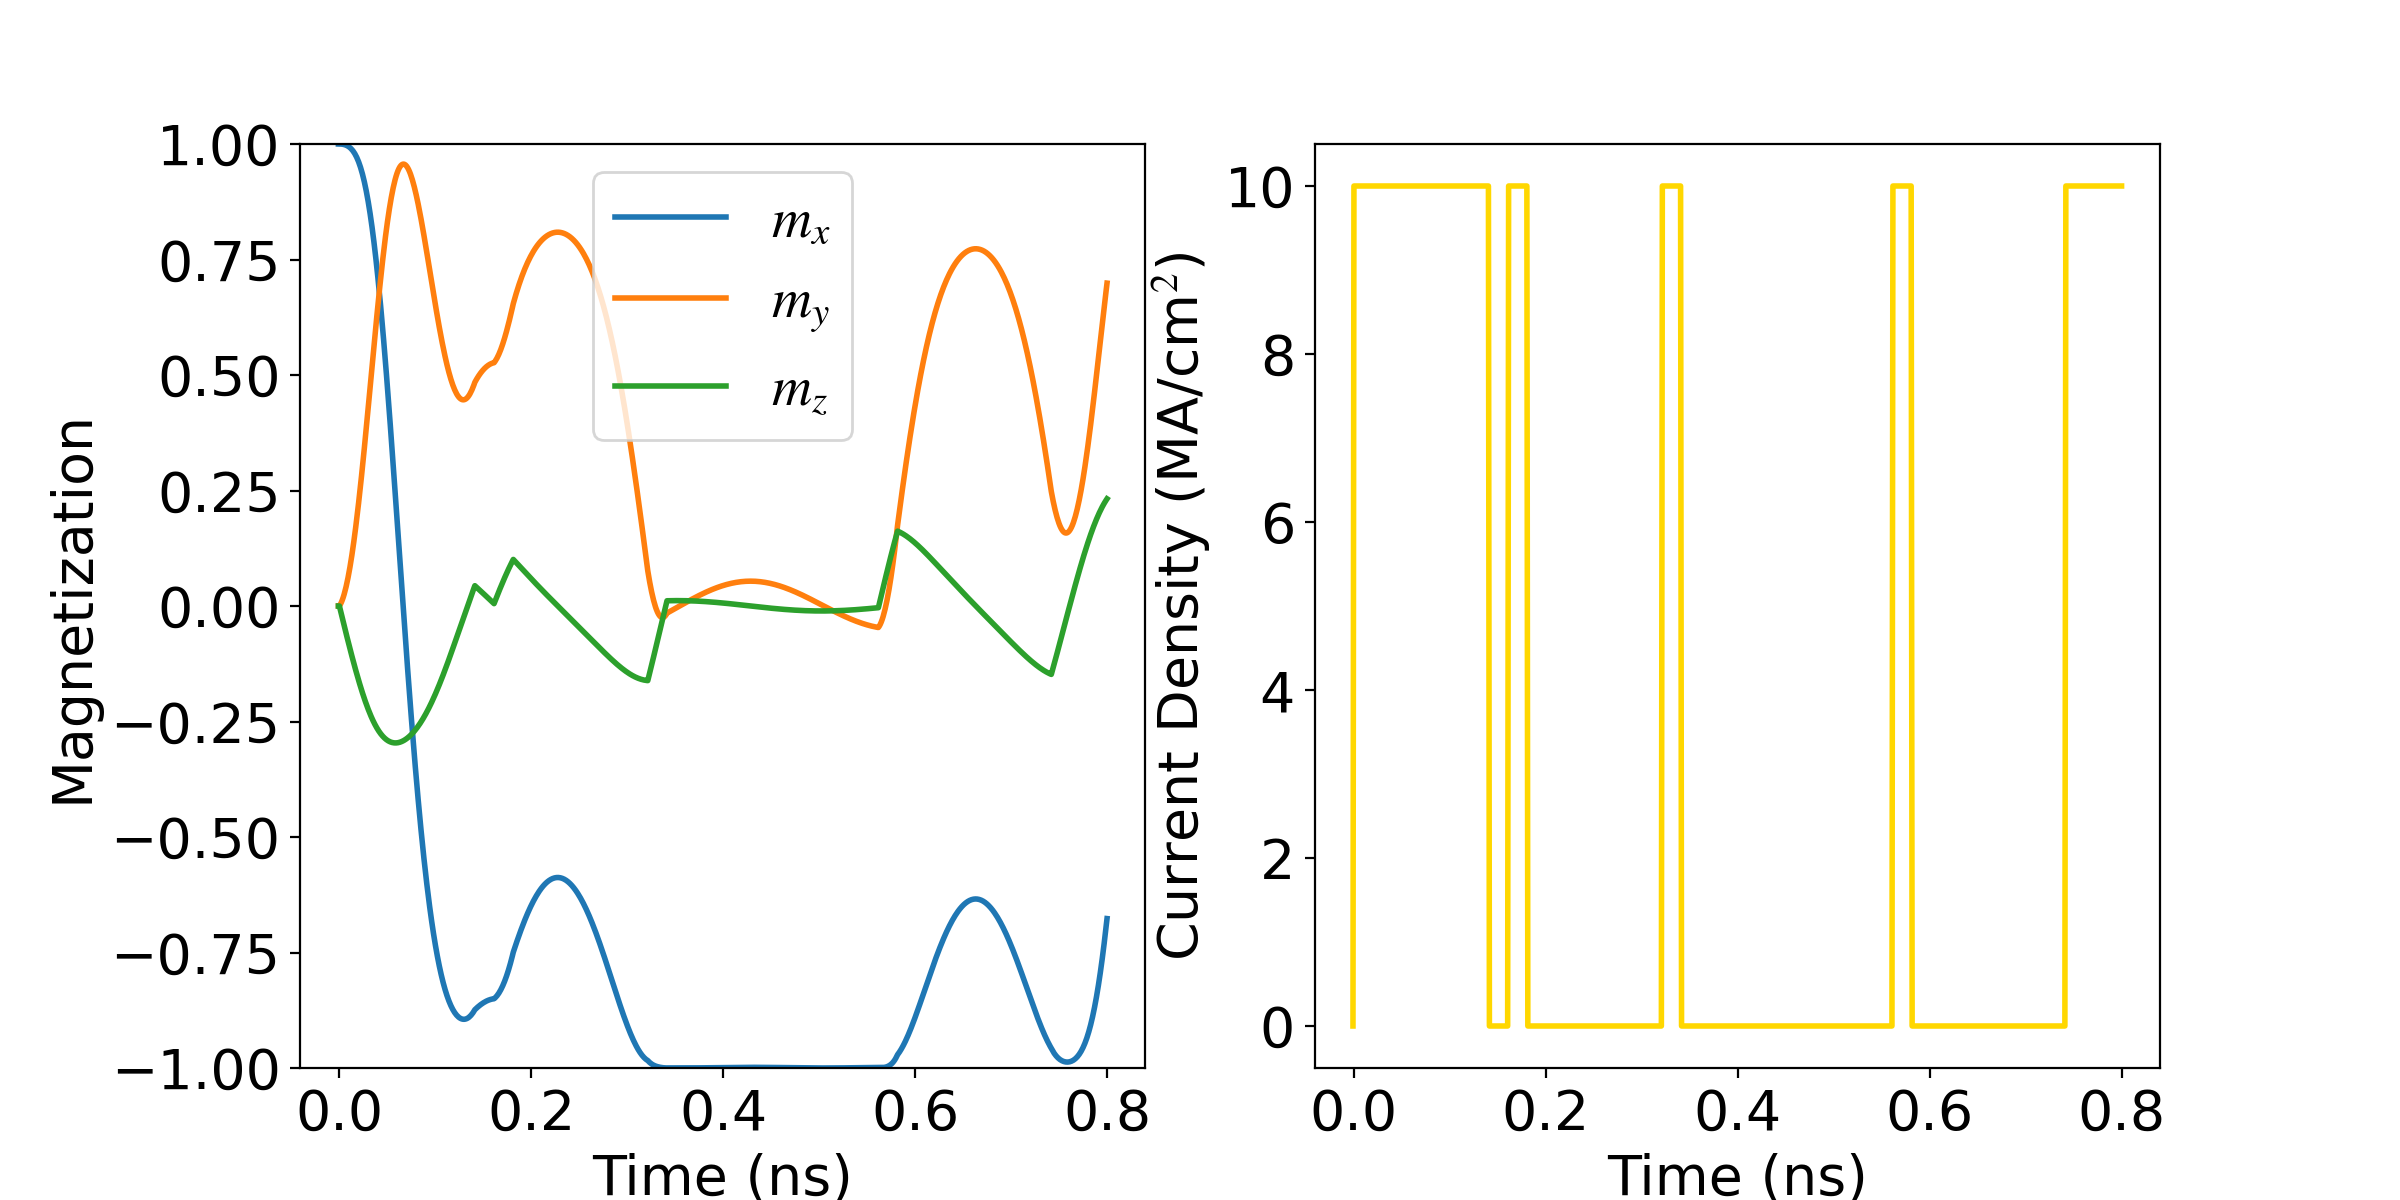 1.00
0.75
0.50
0.25
0.00
−0.25
−0.50
−0.75
−1.00
Magnetization
0.0 0.2 0.4 0.6 0.8
Time (ns)
m_x
m_y
m_z
10
8
6
4
2
0
Current Density (MA/cm²)
0.0 0.2 0.4 0.6 0.8
Time (ns)